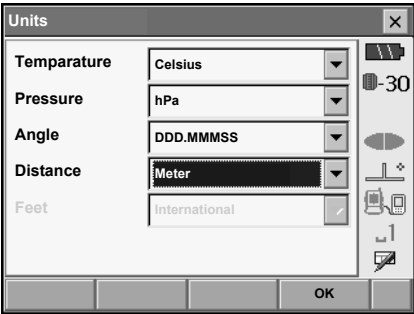 Units
Temparature Celsius
-30
Pressure hPa
Angle DDD.MMMSS
Distance Meter
Feet International
1
OK